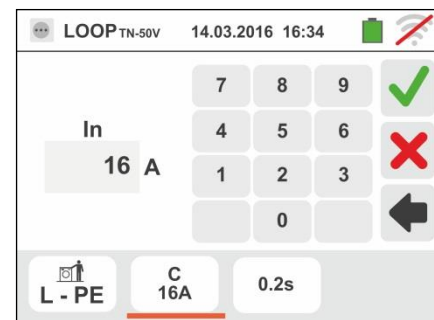 LOOP TN-50V 14.03.2016 16:34
7 8 9
In 4 5 6
16 A
1 2 3
0
L - PE C 16A 0.2s